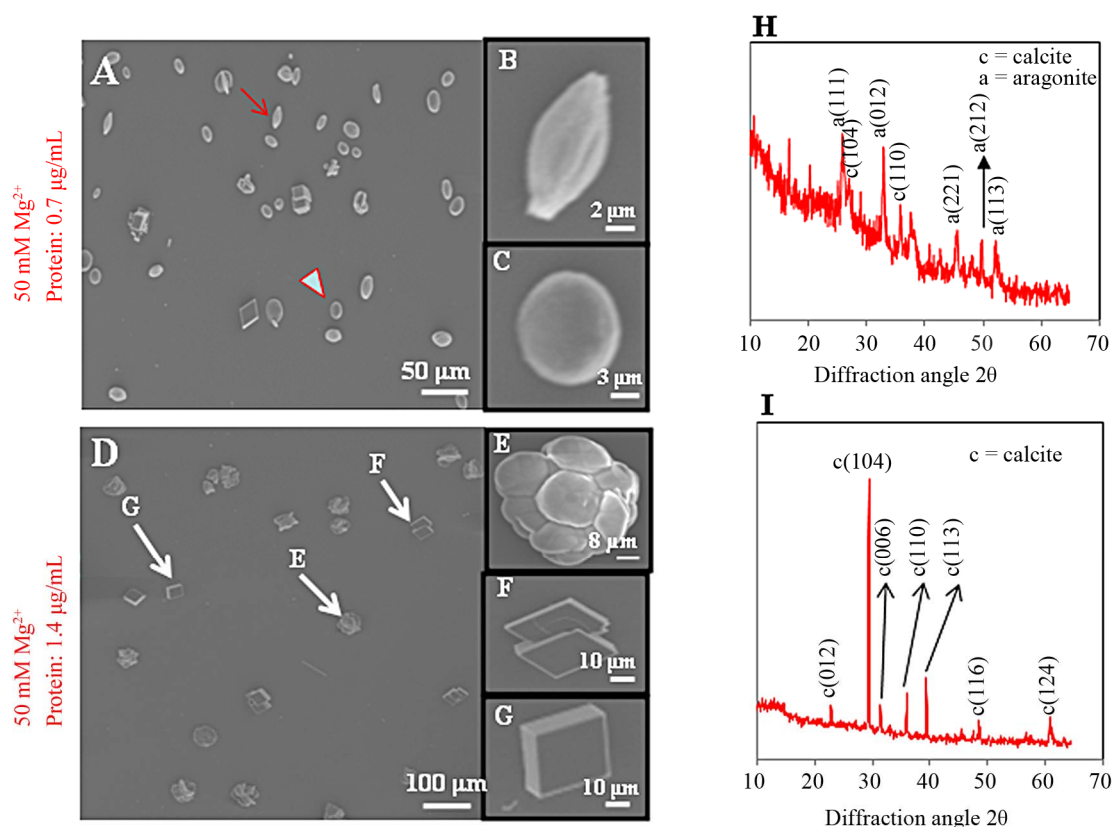 50 mM Mg²⁺
Protein: 0.7 µg/mL
A
50 µm
B
2 µm
C
3 µm
50 mM Mg²⁺
Protein: 1.4 µg/mL
D
G
F
E
100 µm
E
8 µm
F
10 µm
G
10 µm
H
c = calcite
a = aragonite
a(111)
c(104)
a(012)
c(110)
a(221)
a(212)
a(113)
10 20 30 40 50 60 70
Diffraction angle 2θ
I
c = calcite
c(104)
c(012)
c(006)
c(110)
c(113)
c(116)
c(124)
10 20 30 40 50 60 70
Diffraction angle 2θ